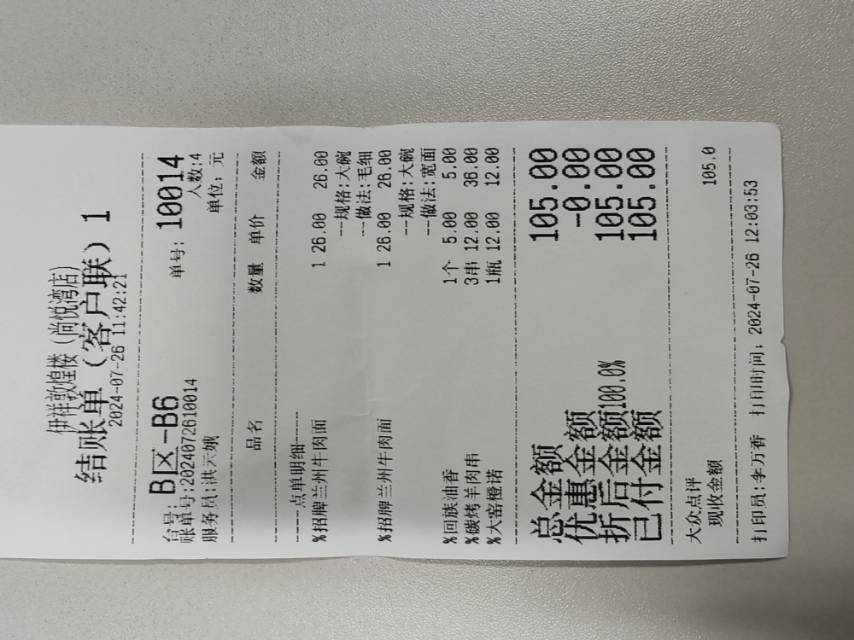 伊祥敦煌楼（尚悦湾店）
结账单（客户联）1
2024-07-26 11:42:21
台号: B区-B6 单号: 10014
账单号:2024072610014 人数:4
服务员:洪云娥 单位: 元
品名 数量 单价 金额
----点单明细----
%招牌兰州牛肉面 1 26.00 26.00
--规格:大碗
--做法:毛细
%招牌兰州牛肉面 1 26.00 26.00
--规格:大碗
--做法:宽面
%回族油香 1个 5.00 5.00
%碳烤羊肉串 3串 12.00 36.00
%大窑橙诺 1瓶 12.00 12.00
总金额 105.00
优惠金额 -0.00
折后金额100.0% 105.00
已付金额 105.00
大众点评
现收金额 105.0
打印员:李万香 打印时间: 2024-07-26 12:03:53